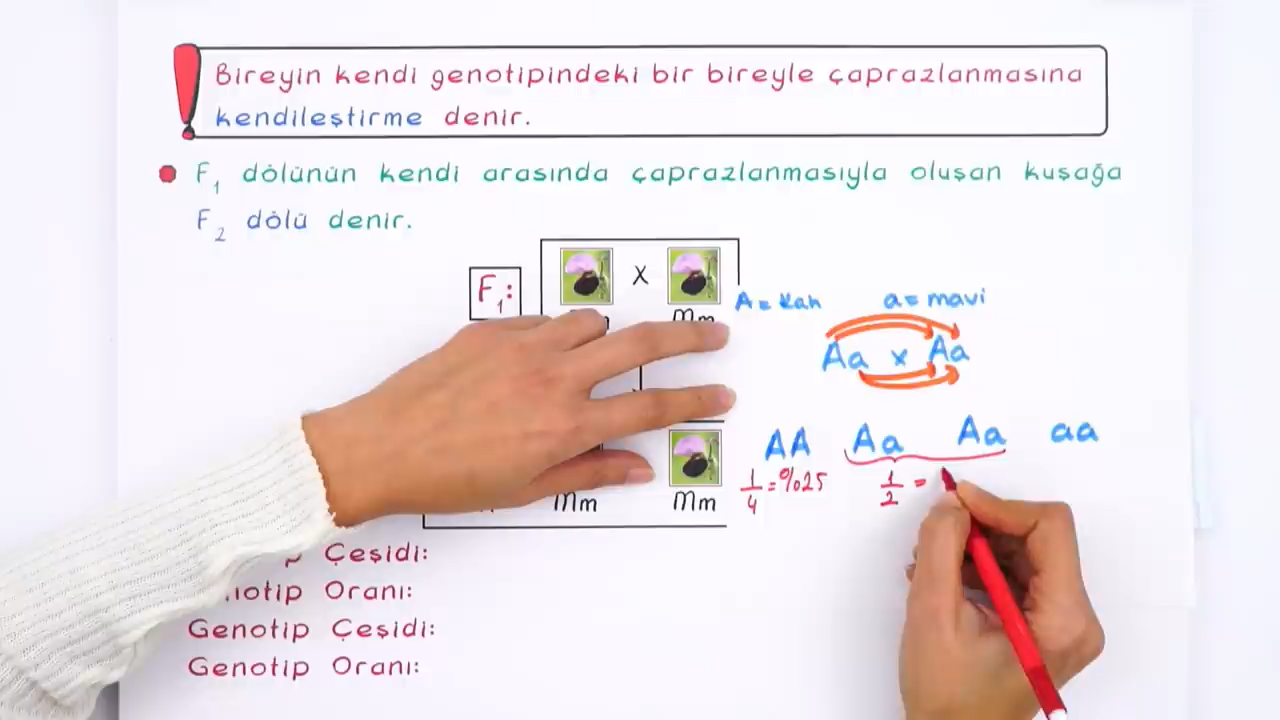 Bireyin kendi genotipindeki bir bireyle çaprazlanmasına
kendileştirme denir.
F₁ dölünün kendi arasında çaprazlanmasıyla oluşan kuşağa
F₂ dölü denir.
F₁:
X
Mm
A = kah a = mavi
Aa x Aa
AA Aa Aa aa
1/4 = %25 1/2 =
Mm Mm
Çeşidi:
Oranı:
Genotip Çeşidi:
Genotip Oranı: